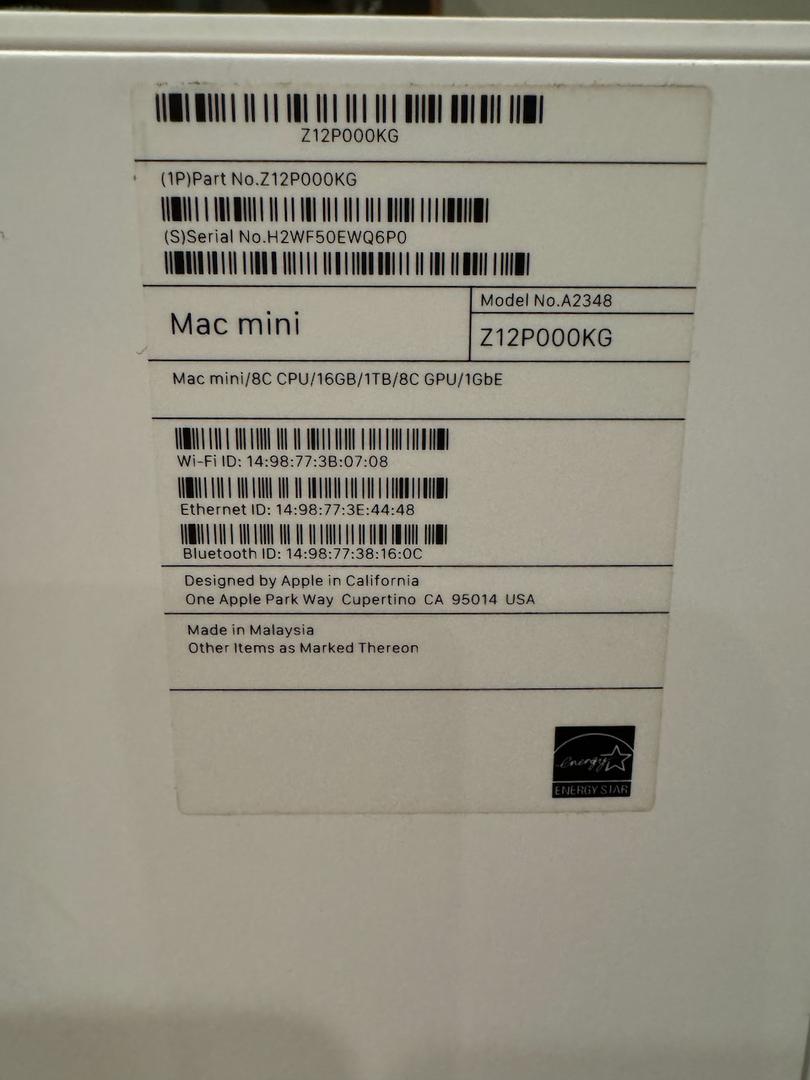 Z12P000KG
(1P)Part No.Z12P000KG
(S)Serial No.H2WF50EWQ6P0
Mac mini
Model No.A2348
Z12P000KG
Mac mini/8C CPU/16GB/1TB/8C GPU/1GbE
Wi-Fi ID: 14:98:77:3B:07:08
Ethernet ID: 14:98:77:3E:44:48
Bluetooth ID: 14:98:77:38:16:0C
Designed by Apple in California
One Apple Park Way Cupertino CA 95014 USA
Made in Malaysia
Other Items as Marked Thereon
energy
ENERGY STAR